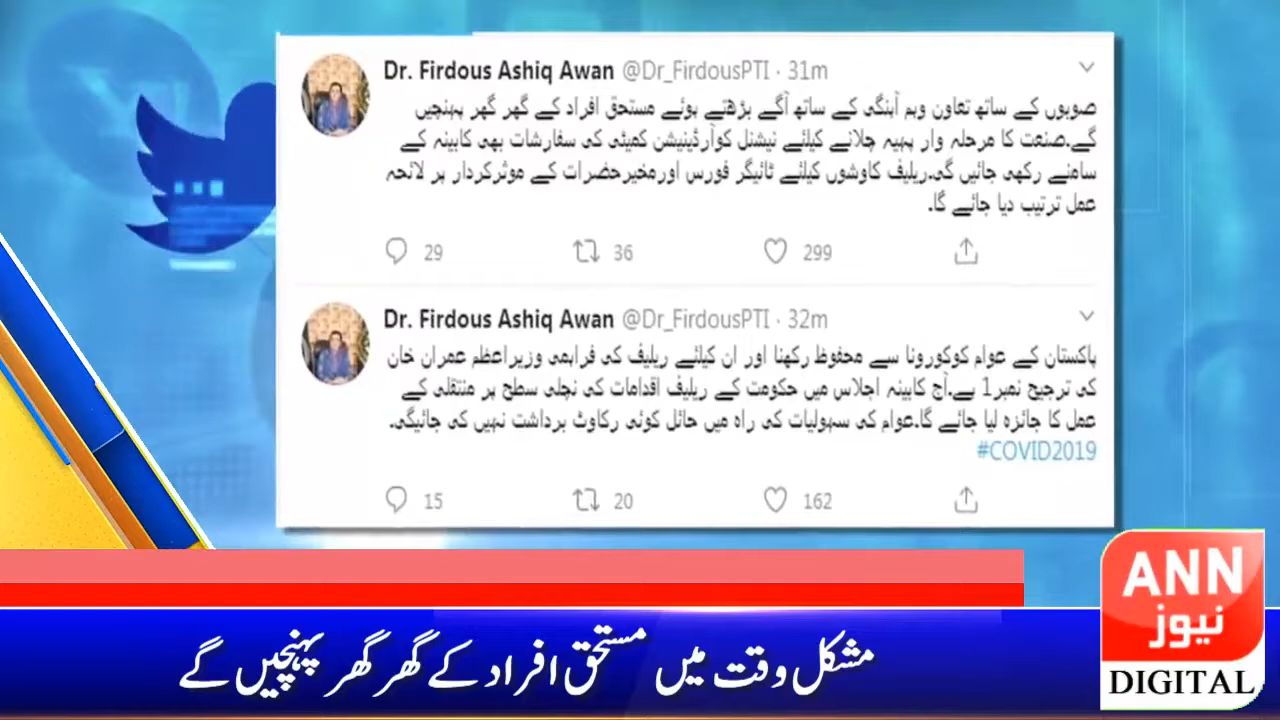 Dr. Firdous Ashiq Awan @Dr_FirdousPTI · 31m
صوبوں کے ساتھ تعاون وہم آہنگی کے ساتھ آگے بڑھتے ہوئے مستحق افراد کے گھر گھر پہنچیں
گے۔صنعت کا مرحلہ وار پہیہ چلانے کیلئے نیشنل کوآرڈینیشن کمیٹی کی سفارشات بھی کابینہ کے
سامنے رکھی جائیں گی۔ریلیف کاوشوں کیلئے ٹائیگر فورس اورمخیرحضرات کے موثرکردار پر لائحہ
عمل ترتیب دیا جائے گا۔
29 36 299
Dr. Firdous Ashiq Awan @Dr_FirdousPTI · 32m
پاکستان کے عوام کوکورونا سے محفوظ رکھنا اور ان کیلئے ریلیف کی فراہمی وزیراعظم عمران خان
کی ترجیح نمبر1 ہے۔آج کابینہ اجلاس میں حکومت کے ریلیف اقدامات کی نچلی سطح پر منتقلی کے
عمل کا جائزہ لیا جائے گا۔عوام کی سہولیات کی راہ میں حائل کوئی رکاوٹ برداشت نہیں کی جائیگی۔
#COVID2019
15 20 162
ANN
نیوز
DIGITAL
مشکل وقت میں مستحق افراد کے گھر گھر پہنچیں گے